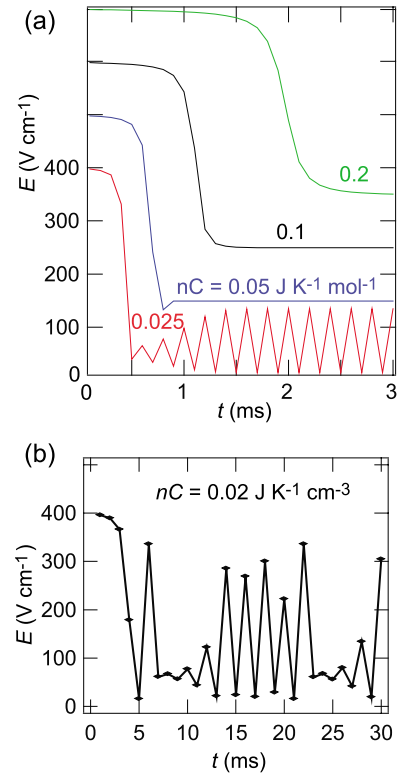 (a)
E (V cm-1)
400
300
200
100
0
0.2
0.1
nC = 0.05 J K-1 mol-1
0.025
0 1 2 3
t (ms)
(b)
nC = 0.02 J K-1 cm-3
E (V cm-1)
400
300
200
100
0
0 5 10 15 20 25 30
t (ms)